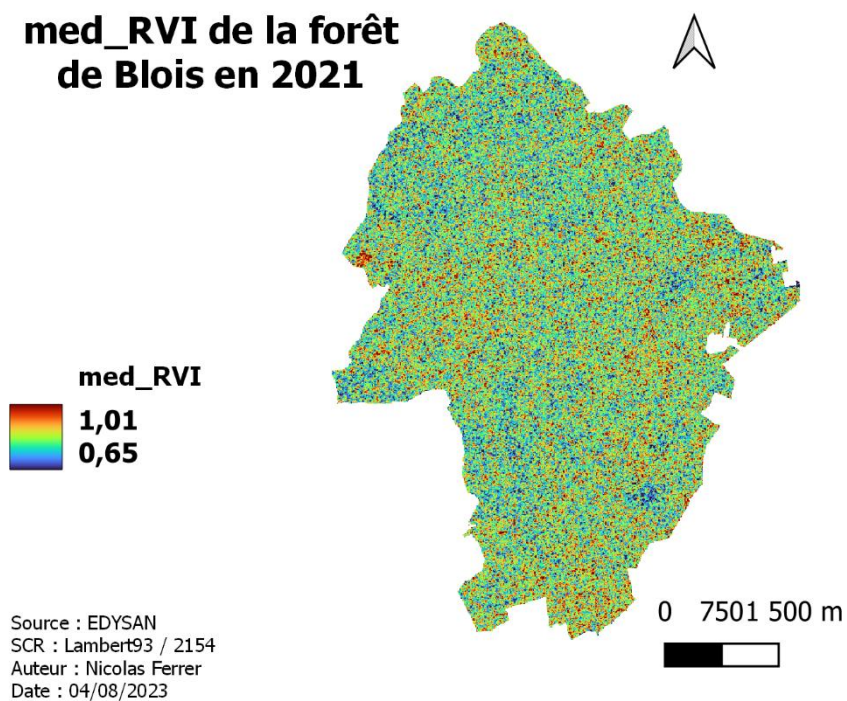 med_RVI de la forêt
de Blois en 2021
med_RVI
1,01
0,65
0 7501 500 m
Source : EDYSAN
SCR : Lambert93 / 2154
Auteur : Nicolas Ferrer
Date : 04/08/2023